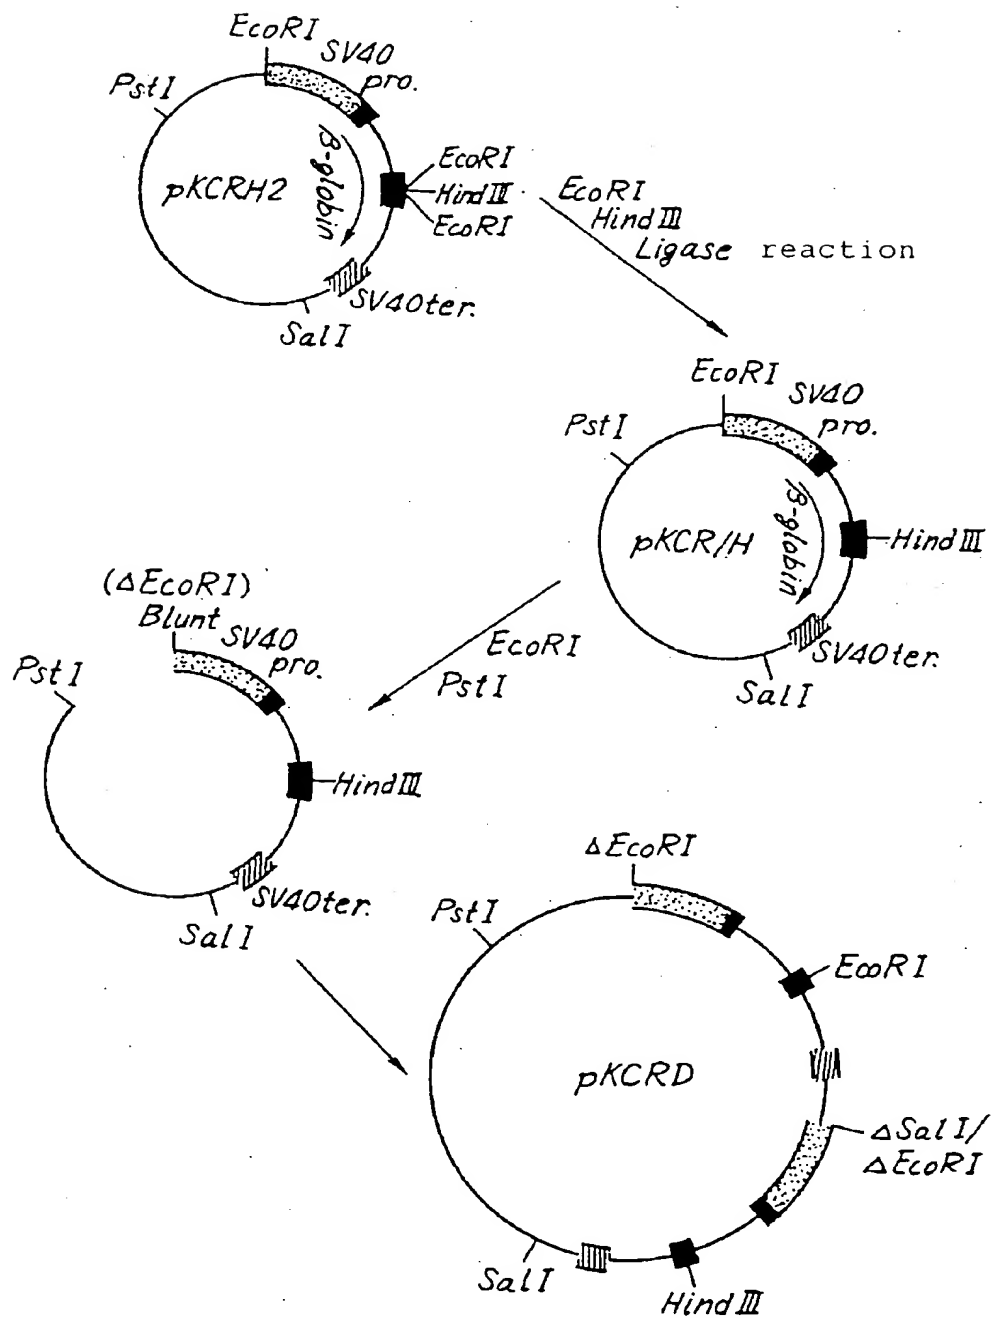 EcoRI
SV40
pro.
PstI
β-globin
pKCRH2
EcoRI
HindⅢ
EcoRI
SV40ter.
SalI
EcoRI
HindⅢ
Ligase reaction
EcoRI
SV40
pro.
PstI
β-globin
pKCR/H
HindⅢ
SV40ter.
SalI
EcoRI
PstI
(ΔEcoRI)
Blunt
SV40
pro.
PstI
HindⅢ
SV40ter.
SalI
ΔEcoRI
PstI
EcoRI
pKCRD
ΔSalI/
ΔEcoRI
SalI
HindⅢ